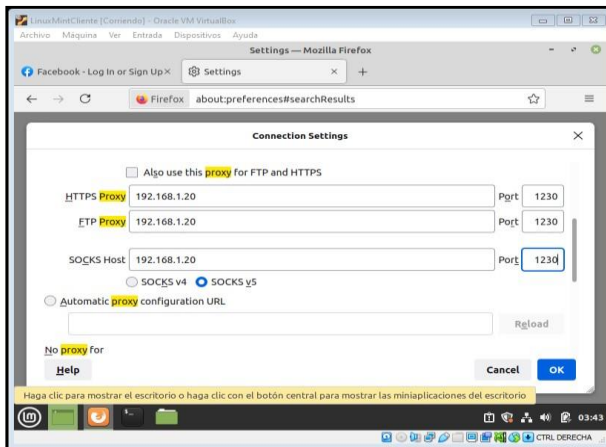 LinuxMintCliente [Corriendo] - Oracle VM VirtualBox
Archivo Máquina Ver Entrada Dispositivos Ayuda
Settings — Mozilla Firefox
Facebook - Log In or Sign Up × Settings × +
Firefox about:preferences#searchResults
Connection Settings
Also use this proxy for FTP and HTTPS
HTTPS Proxy 192.168.1.20 Port 1230
FTP Proxy 192.168.1.20 Port 1230
SOCKS Host 192.168.1.20 Port 1230
SOCKS v4 SOCKS v5
Automatic proxy configuration URL
Reload
No proxy for
Help Cancel OK
Haga clic para mostrar el escritorio o haga clic con el botón central para mostrar las miniaplicaciones del escritorio
03:43
CTRL DERECHA